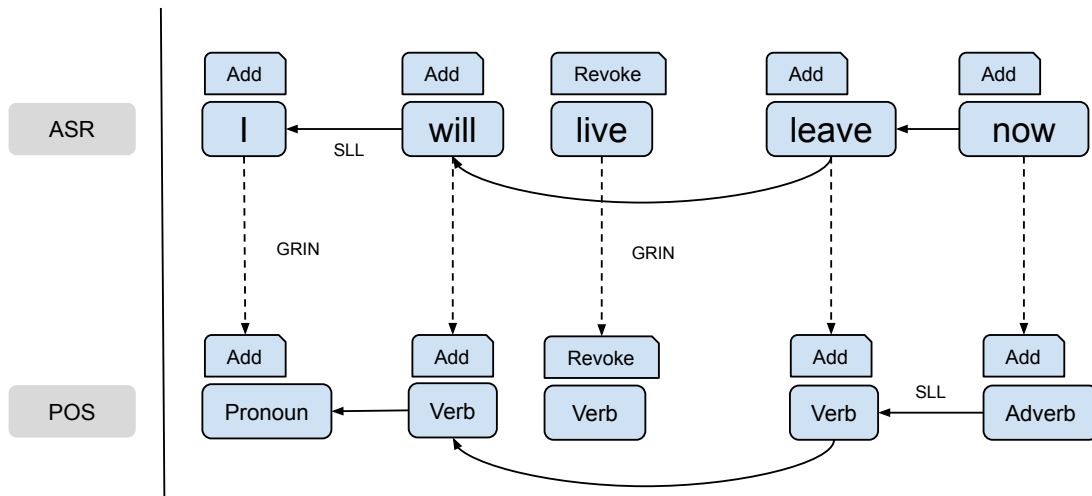 Add Add Revoke Add Add
ASR I will live leave now
SLL
GRIN GRIN
Add Add Revoke Add Add
SLL
POS Pronoun Verb Verb Verb Adverb